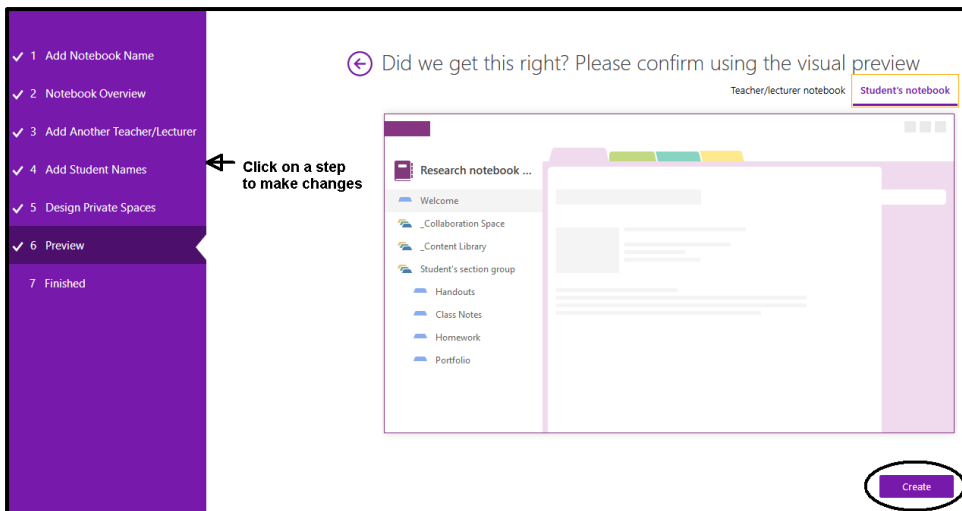 1 Add Notebook Name
2 Notebook Overview
3 Add Another Teacher/Lecturer
4 Add Student Names
5 Design Private Spaces
6 Preview
7 Finished
Click on a step
to make changes
Did we get this right? Please confirm using the visual preview
Teacher/lecturer notebook Student's notebook
Research notebook ...
Welcome
_Collaboration Space
_Content Library
Student's section group
Handouts
Class Notes
Homework
Portfolio
Create